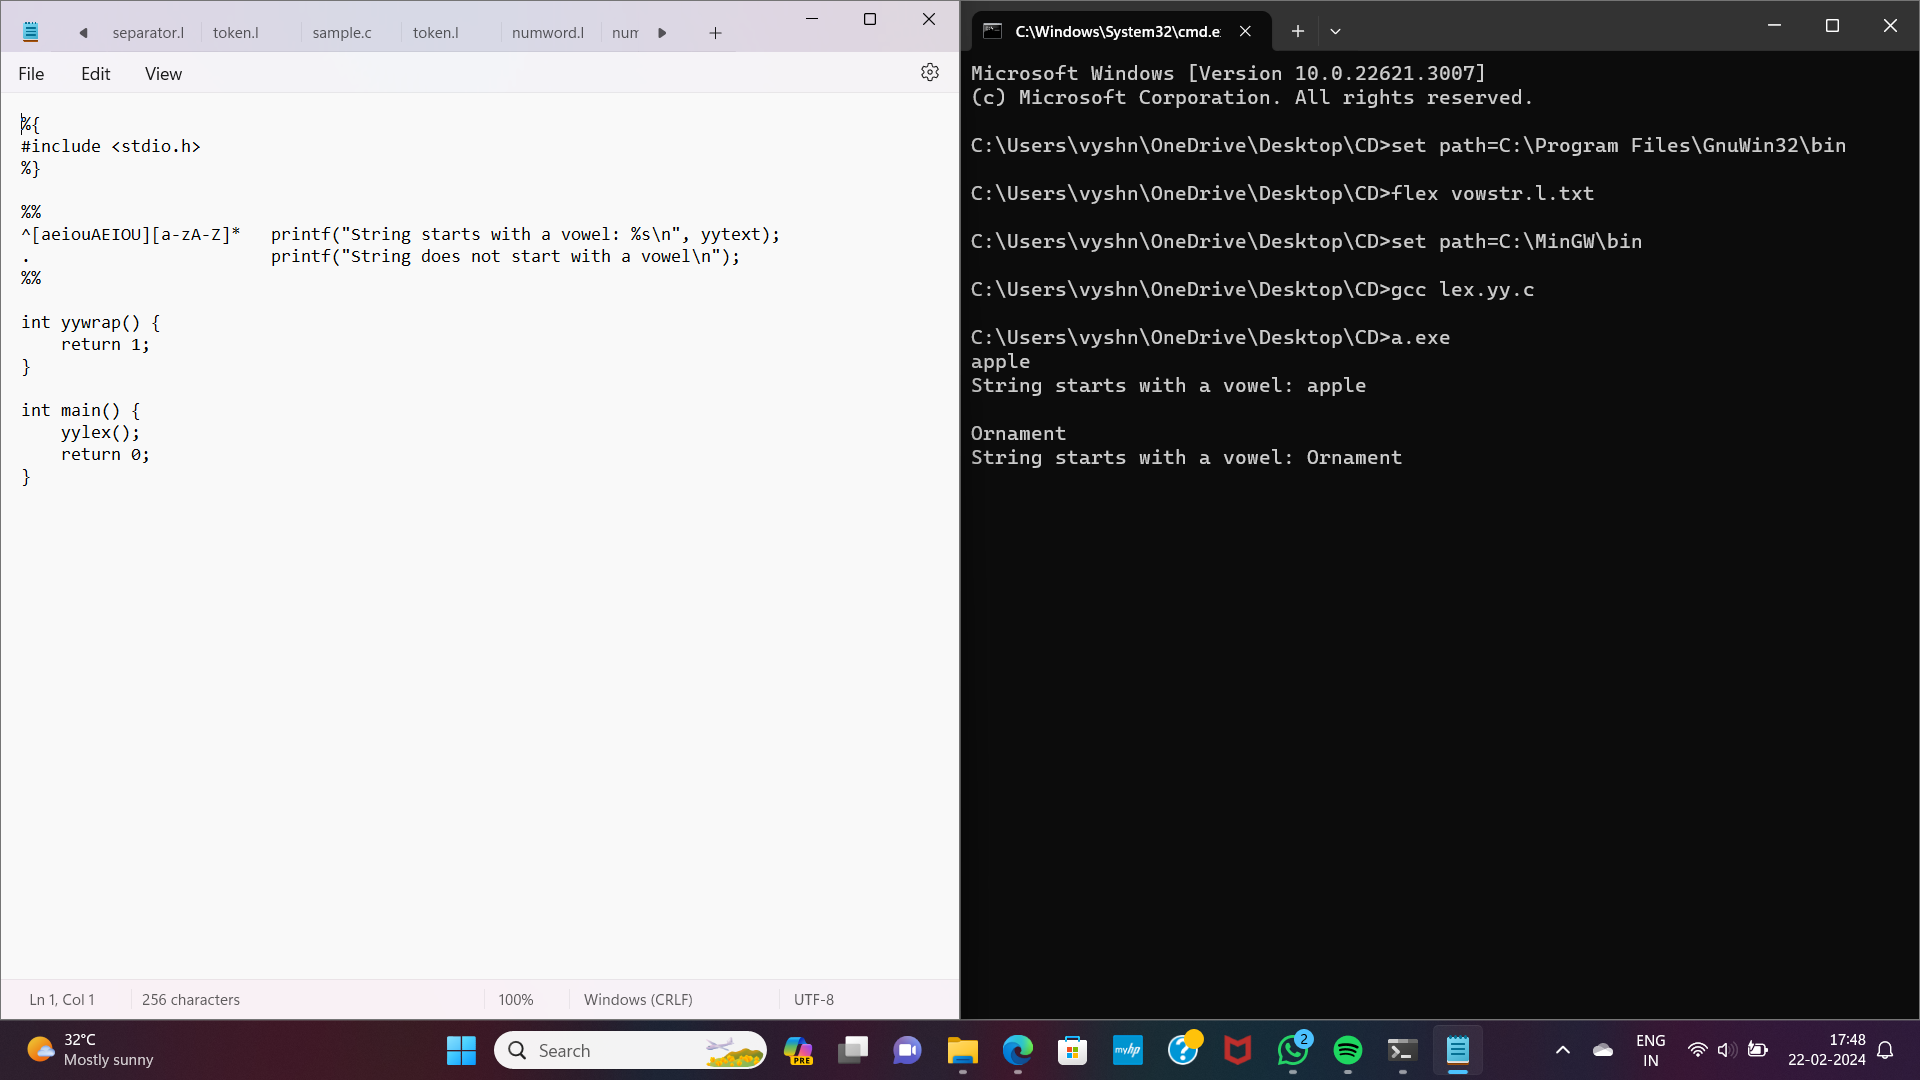 separator.l token.l sample.c token.l numword.l num
File Edit View
%{
#include <stdio.h>
%}
%%
^[aeiouAEIOU][a-zA-Z]*   printf("String starts with a vowel: %s\n", yytext);
.                        printf("String does not start with a vowel\n");
%%
int yywrap() {
    return 1;
}
int main() {
    yylex();
    return 0;
}
Ln 1, Col 1 256 characters 100% Windows (CRLF) UTF-8
C:\Windows\System32\cmd.e
Microsoft Windows [Version 10.0.22621.3007]
(c) Microsoft Corporation. All rights reserved.
C:\Users\vyshn\OneDrive\Desktop\CD>set path=C:\Program Files\GnuWin32\bin
C:\Users\vyshn\OneDrive\Desktop\CD>flex vowstr.l.txt
C:\Users\vyshn\OneDrive\Desktop\CD>set path=C:\MinGW\bin
C:\Users\vyshn\OneDrive\Desktop\CD>gcc lex.yy.c
C:\Users\vyshn\OneDrive\Desktop\CD>a.exe
apple
String starts with a vowel: apple
Ornament
String starts with a vowel: Ornament
32°C
Mostly sunny
Search
PRE
myhp
2
ENG
IN
17:48
22-02-2024